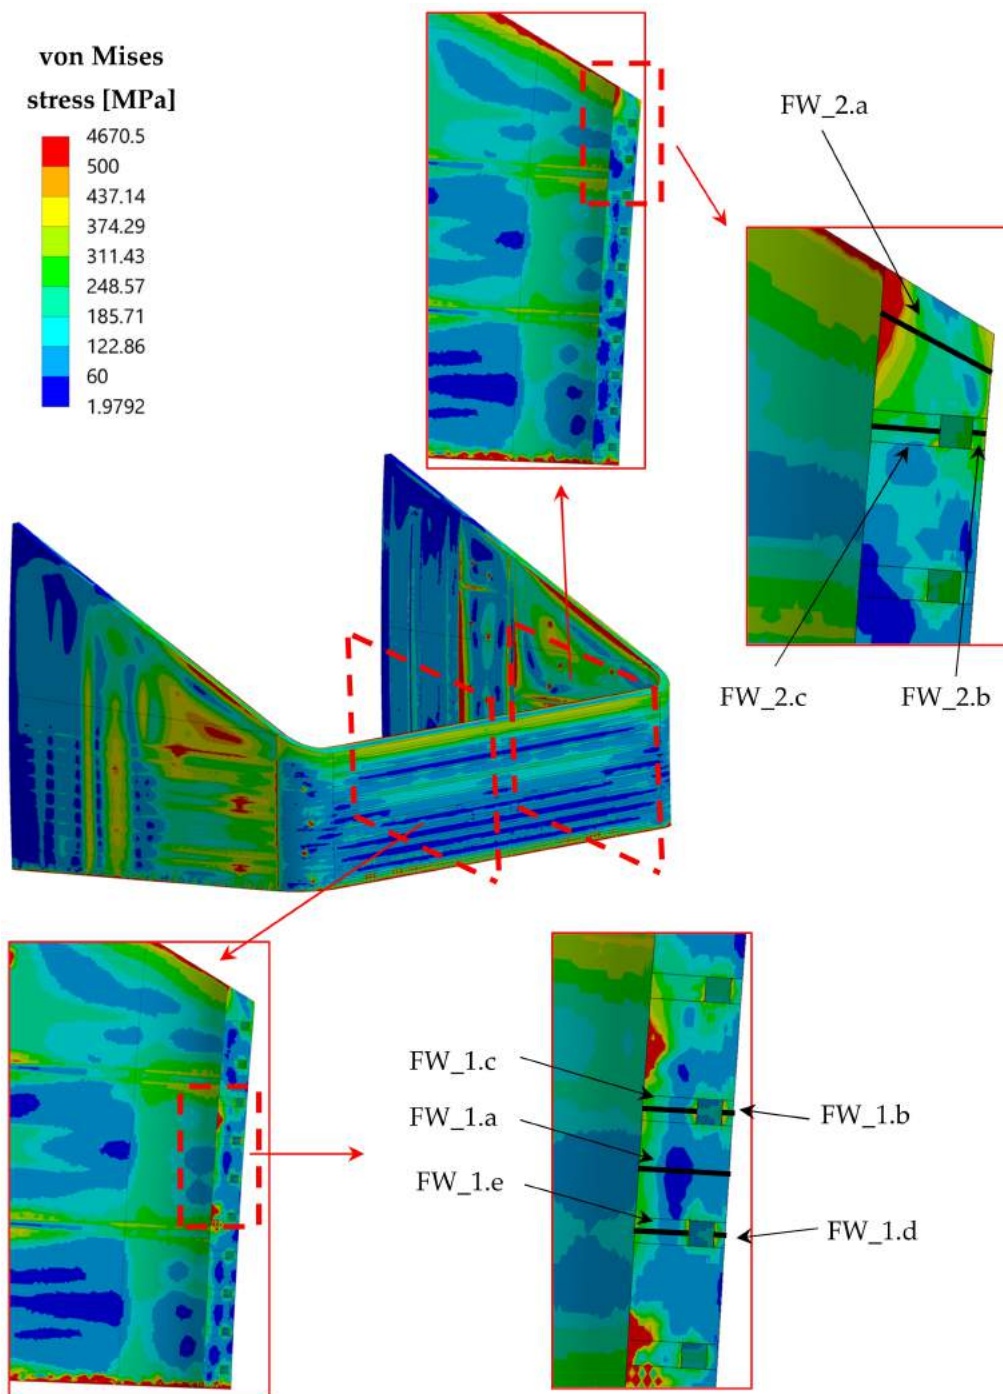 von Mises
stress [MPa]
4670.5
500
437.14
374.29
311.43
248.57
185.71
122.86
60
1.9792
FW_2.a
FW_2.c
FW_2.b
FW_1.c
FW_1.b
FW_1.a
FW_1.e
FW_1.d